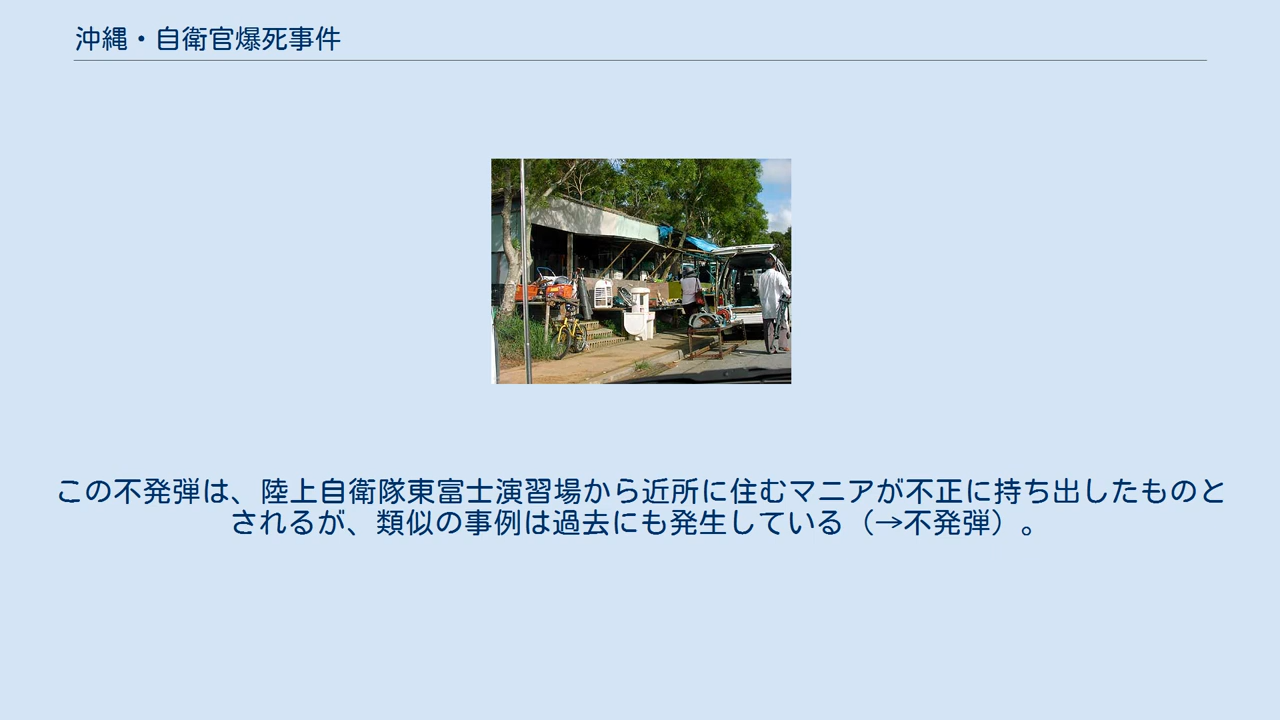 沖縄・自衛官爆死事件
この不発弾は、陸上自衛隊東富士演習場から近所に住むマニアが不正に持ち出したものと
されるが、類似の事例は過去にも発生している（→不発弾）。